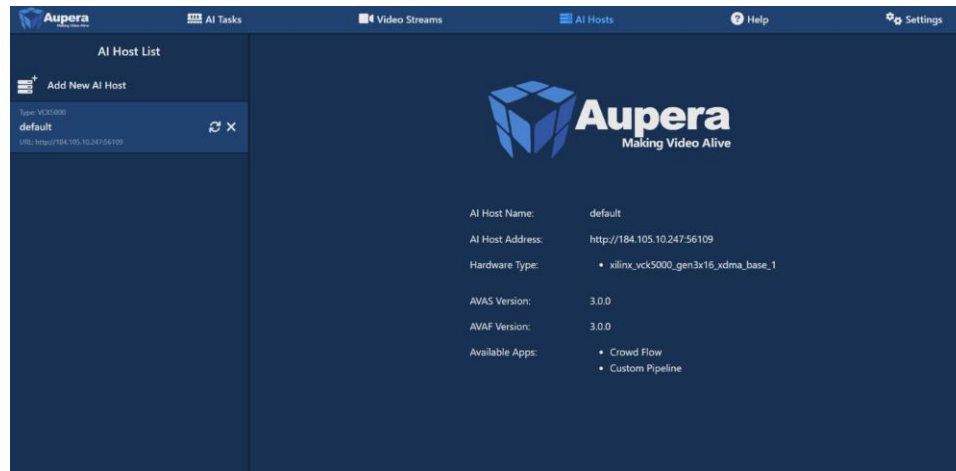 Aupera
Making Video Alive
AI Tasks
Video Streams
AI Hosts
Help
Settings
AI Host List
Add New AI Host
Type: VCK5000
default
URL: http://184.105.10.247:56109
Aupera
Making Video Alive
AI Host Name: default
AI Host Address: http://184.105.10.247:56109
Hardware Type: • xilinx_vck5000_gen3x16_xdma_base_1
AVAS Version: 3.0.0
AVAF Version: 3.0.0
Available Apps: • Crowd Flow
• Custom Pipeline